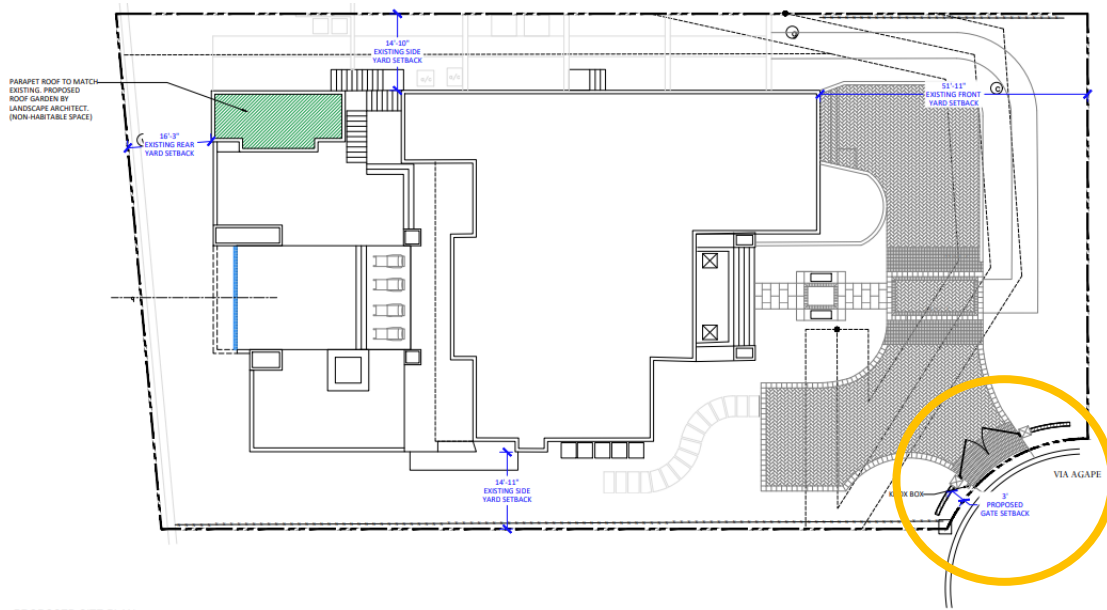 14'-10"
EXISTING SIDE
YARD SETBACK
PARAPET ROOF TO MATCH
EXISTING. PROPOSED
ROOF GARDEN BY
LANDSCAPE ARCHITECT.
(NON-HABITABLE SPACE)
51'-11"
EXISTING FRONT
YARD SETBACK
16'-3"
EXISTING REAR
YARD SETBACK
VIA AGAPE
14'-11"
EXISTING SIDE
YARD SETBACK
KNOX BOX
3'
PROPOSED
GATE SETBACK